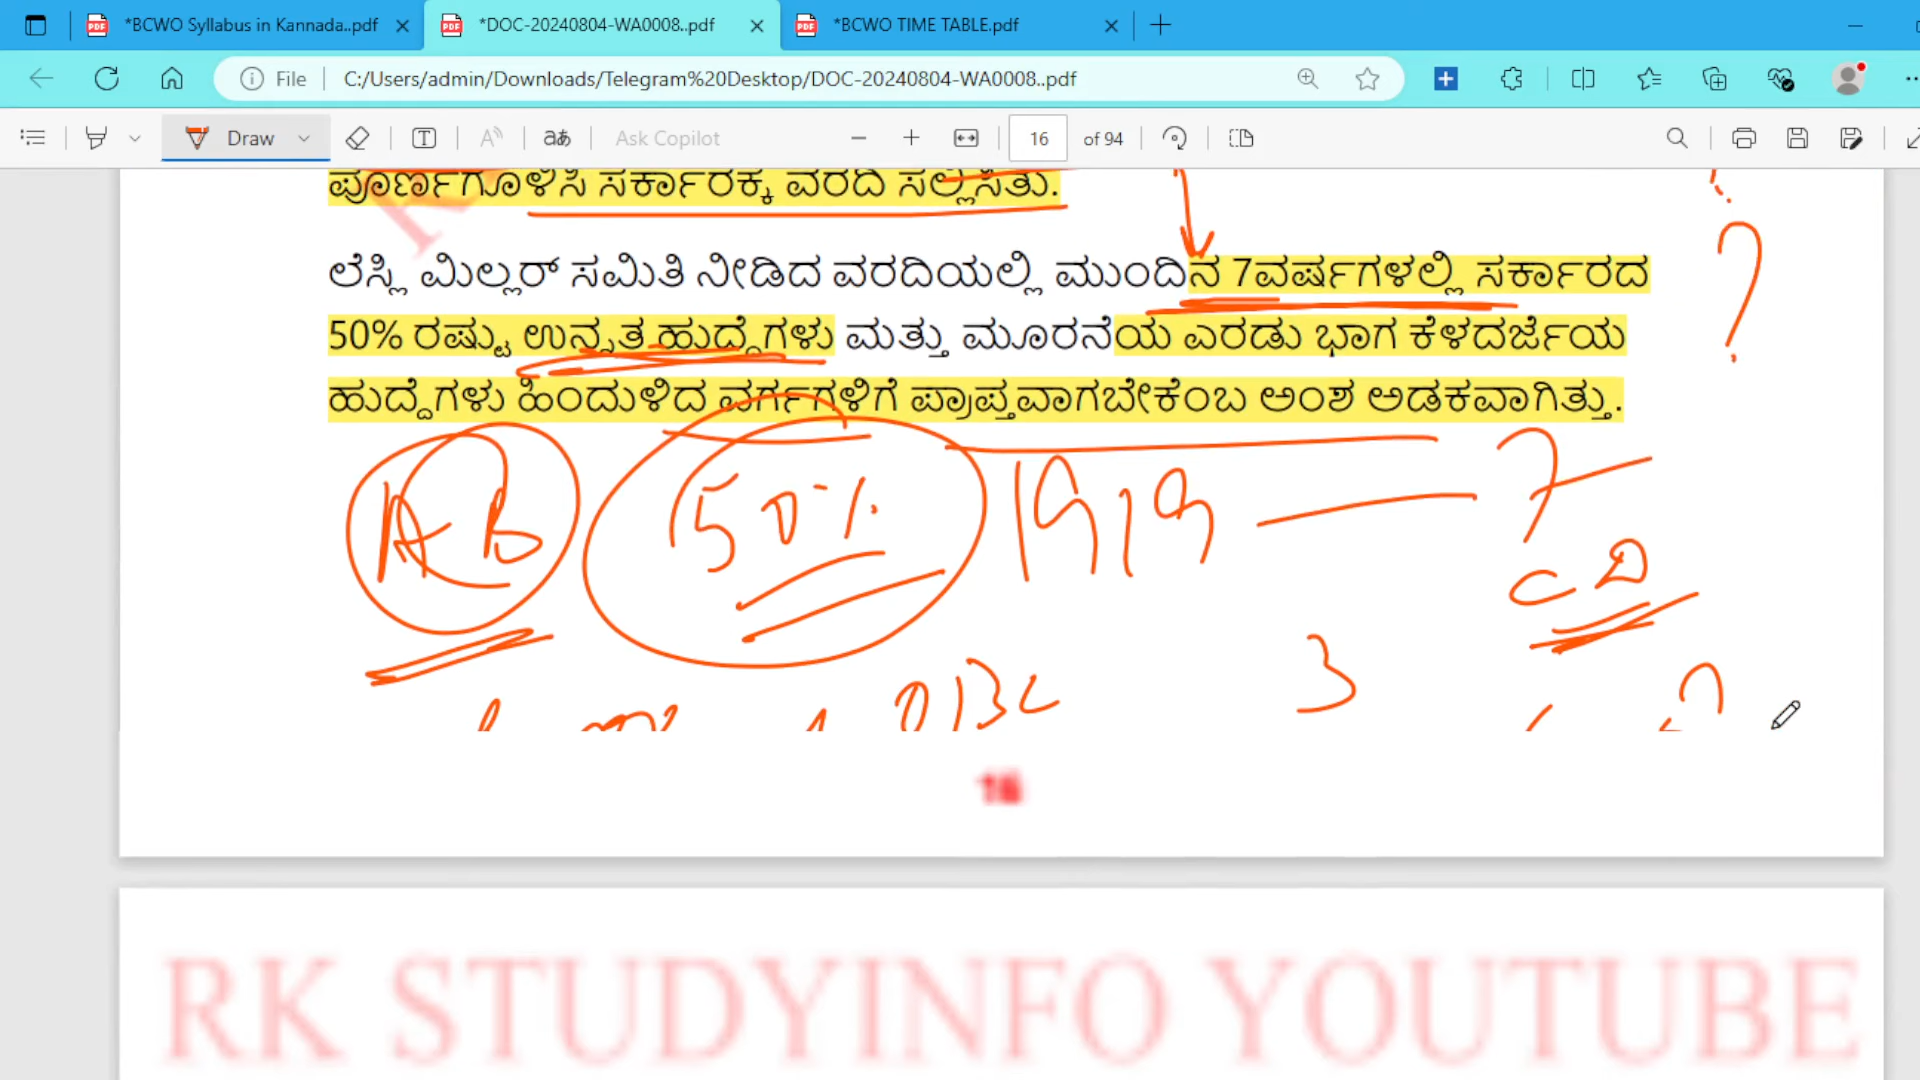 *BCWO Syllabus in Kannada..pdf *DOC-20240804-WA0008..pdf *BCWO TIME TABLE.pdf
File C:/Users/admin/Downloads/Telegram%20Desktop/DOC-20240804-WA0008..pdf
Draw Ask Copilot 16 of 94
ಪೂರ್ಣಗೊಳಿಸಿ ಸರ್ಕಾರಕ್ಕೆ ವರದಿ ಸಲ್ಲಿಸಿತು.
ಲೆಸ್ಲಿ ಮಿಲ್ಲರ್ ಸಮಿತಿ ನೀಡಿದ ವರದಿಯಲ್ಲಿ ಮುಂದಿನ 7ವರ್ಷಗಳಲ್ಲಿ ಸರ್ಕಾರದ
50% ರಷ್ಟು ಉನ್ನತ ಹುದ್ದೆಗಳು ಮತ್ತು ಮೂರನೆಯ ಎರಡು ಭಾಗ ಕೆಳದರ್ಜೆಯ
ಹುದ್ದೆಗಳು ಹಿಂದುಳಿದ ವರ್ಗಗಳಿಗೆ ಪ್ರಾಪ್ತವಾಗಬೇಕೆಂಬ ಅಂಶ ಅಡಕವಾಗಿತ್ತು.
A B 50% 1919 — 7
C D
OBC 3
16
RK STUDYINFO YOUTUBE